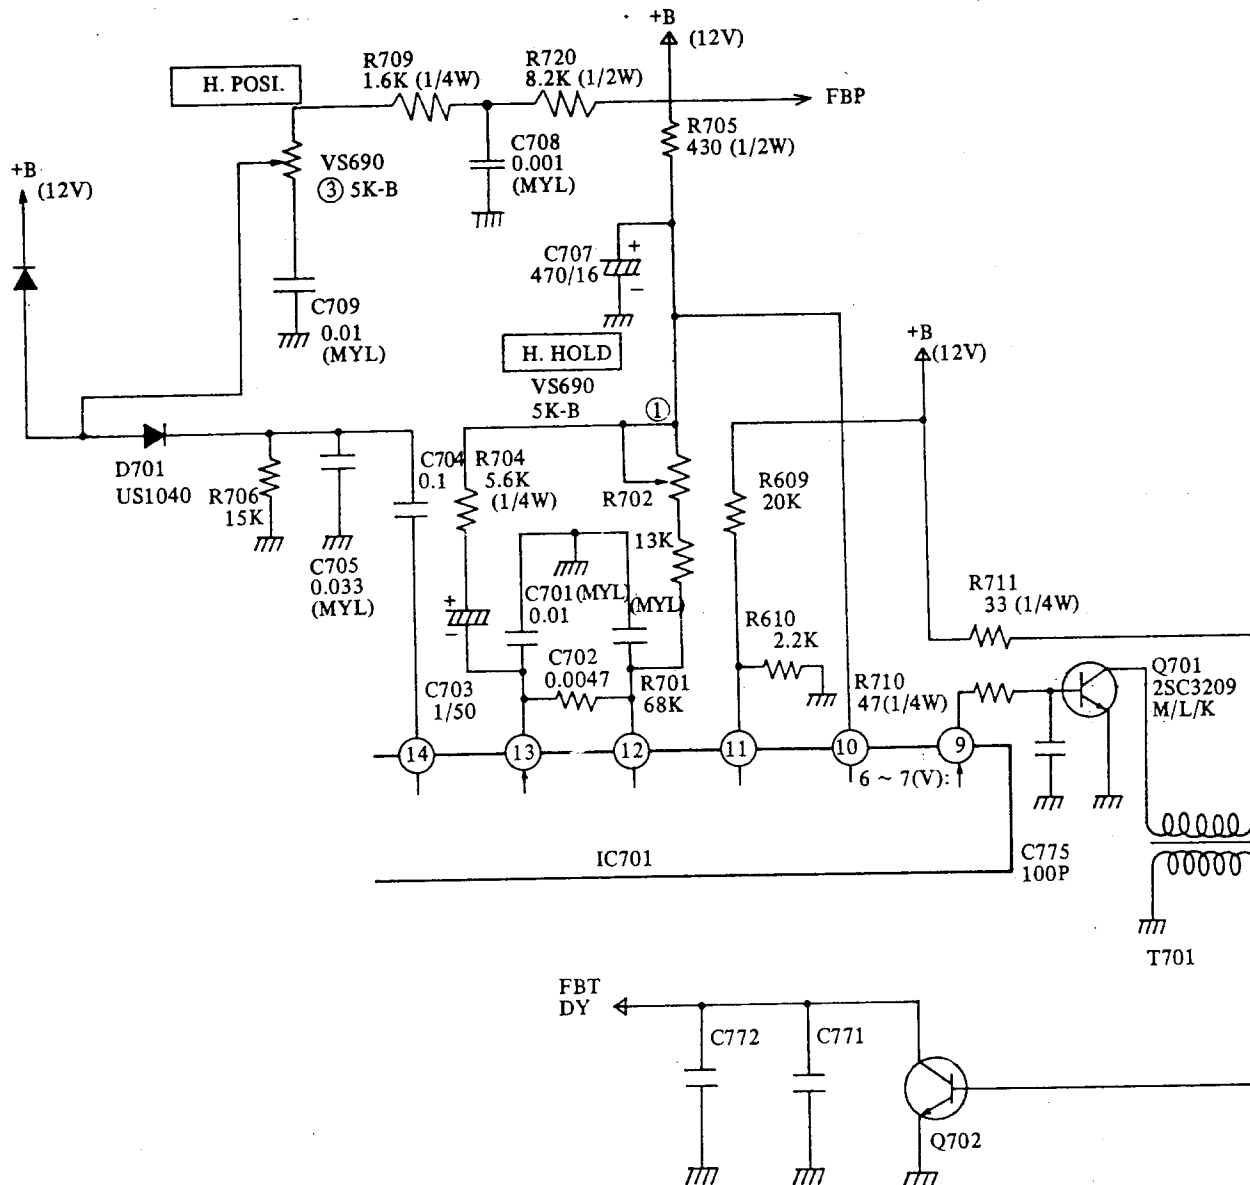 +B
(12V)
R709
1.6K (1/4W)
R720
8.2K (1/2W)
H. POSI.
FBP
R705
430 (1/2W)
C708
0.001
(MYL)
VS690
③ 5K-B
+B
(12V)
C707
470/16
+
−
C709
0.01
(MYL)
H. HOLD
VS690
5K-B
①
+B
(12V)
D701
US1040
C704
0.1
R704
5.6K
(1/4W)
R702
R609
20K
R706
15K
13K
C705
0.033
(MYL)
C701(MYL)
0.01
(MYL)
+
−
R711
33 (1/4W)
R610
2.2K
C702
0.0047
C703
1/50
R701
68K
R710
47(1/4W)
Q701
2SC3209
M/L/K
14
13
12
11
10
9
6 ~ 7(V):
IC701
C775
100P
T701
FBT
DY
C772
C771
Q702